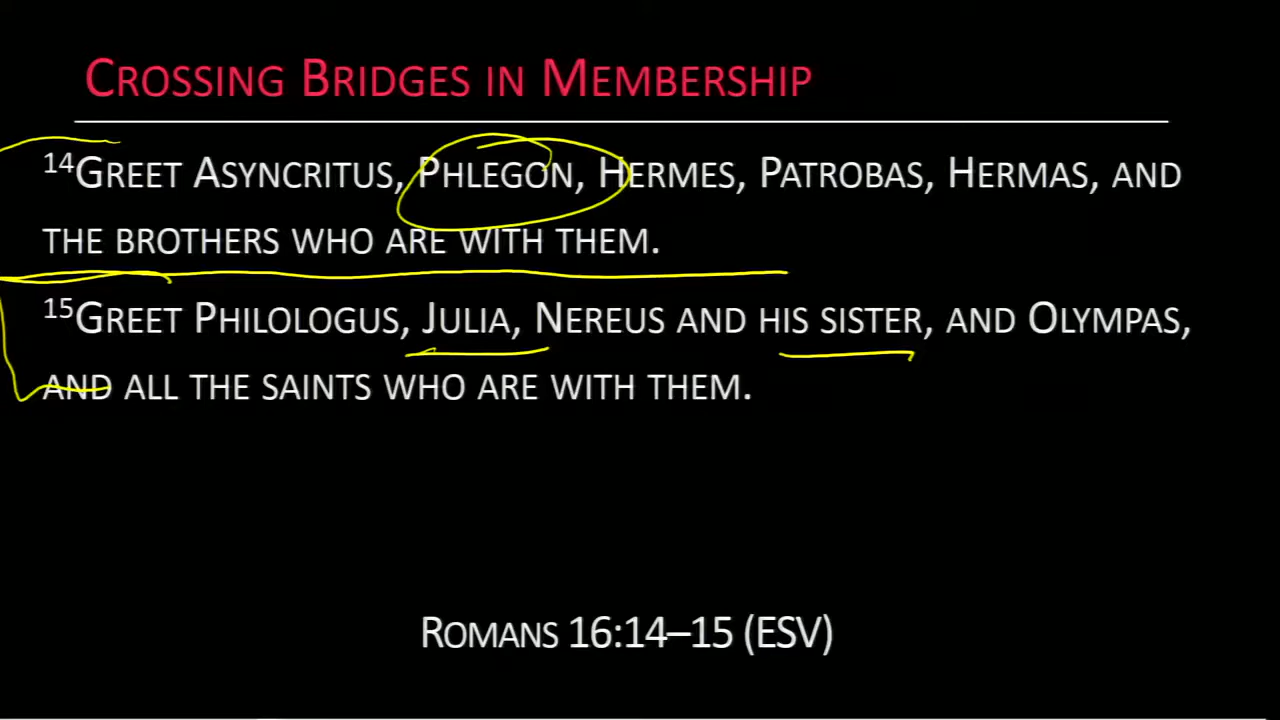 CROSSING BRIDGES IN MEMBERSHIP
14GREET ASYNCRITUS, PHLEGON, HERMES, PATROBAS, HERMAS, AND
THE BROTHERS WHO ARE WITH THEM.
15GREET PHILOLOGUS, JULIA, NEREUS AND HIS SISTER, AND OLYMPAS,
AND ALL THE SAINTS WHO ARE WITH THEM.
ROMANS 16:14–15 (ESV)